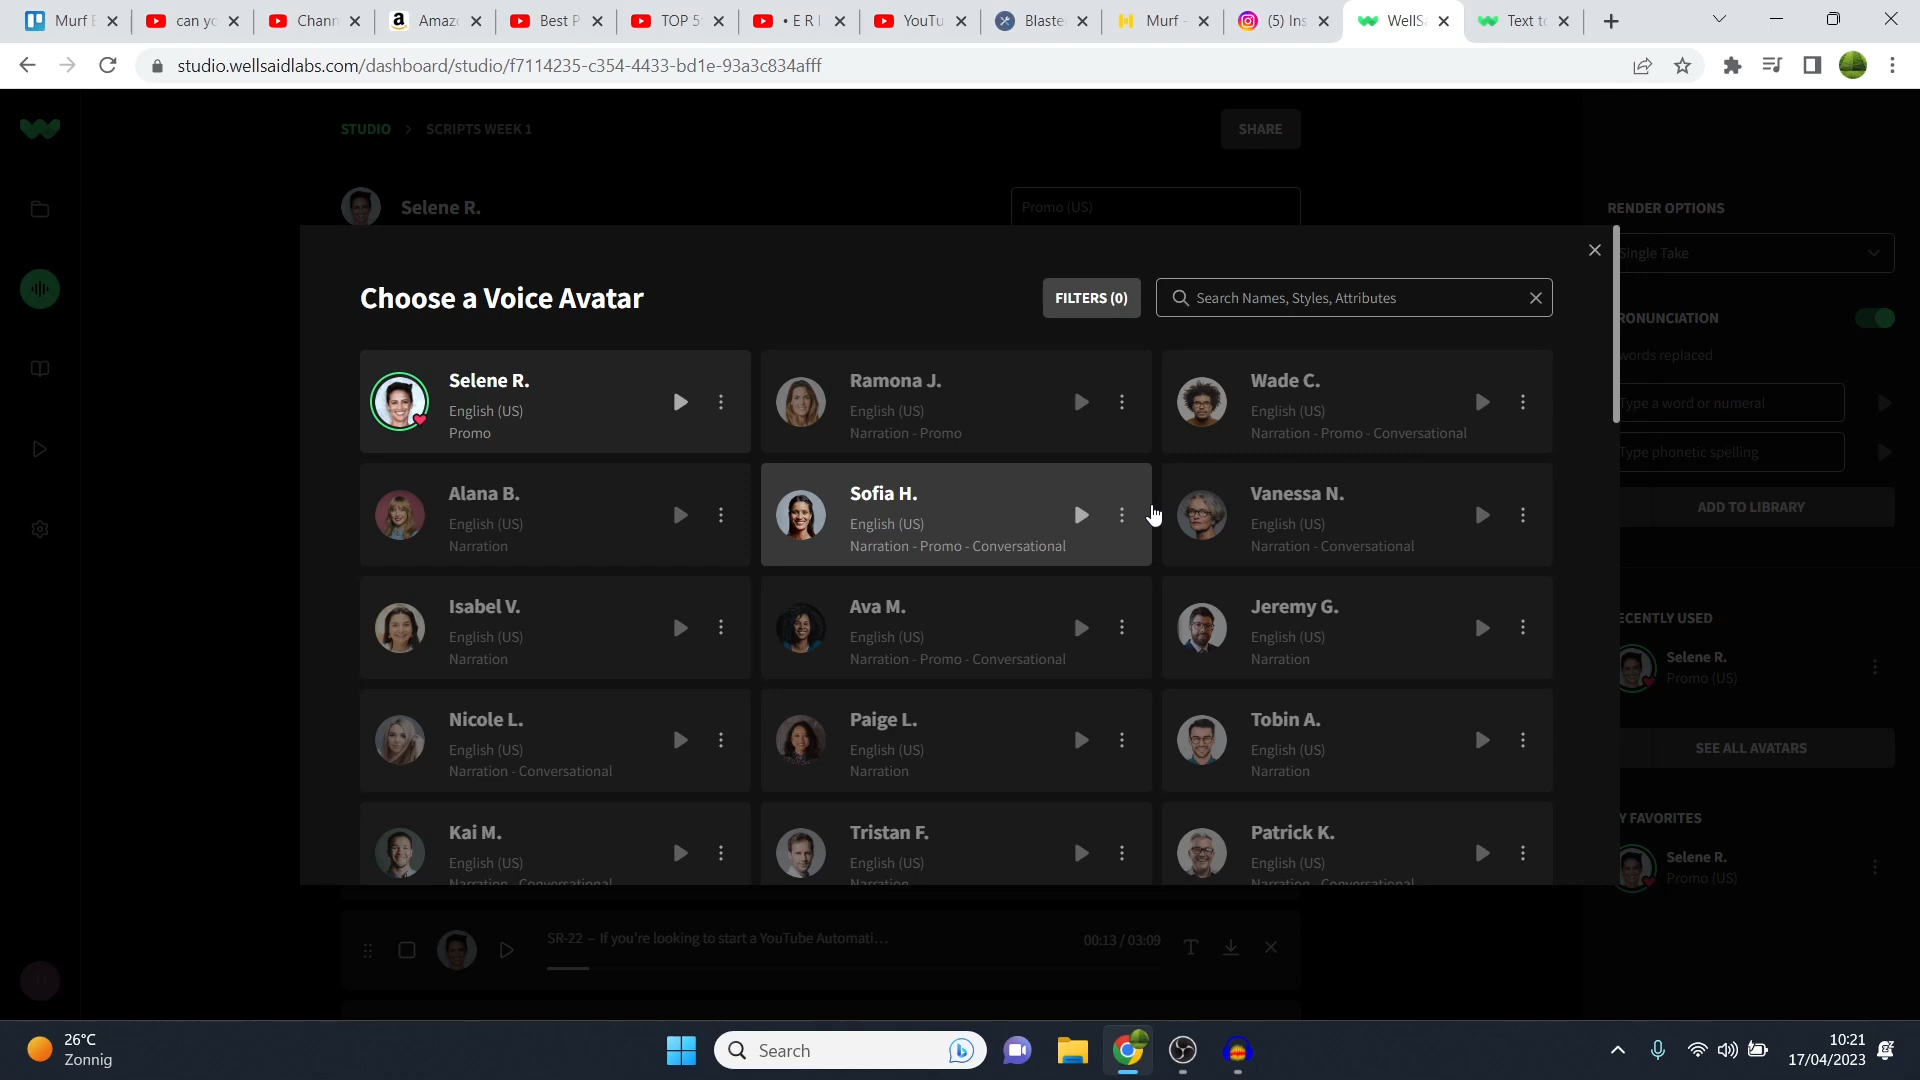 Murf
can yo
Chann
Amazo
Best P
TOP 5
• E R
YouTu
Blaste
Murf -
(5) Ins
WellS
Text to
studio.wellsaidlabs.com/dashboard/studio/f7114235-c354-4433-bd1e-93a3c834afff
STUDIO > SCRIPTS WEEK 1
SHARE
Selene R.
Promo (US)
RENDER OPTIONS
Single Take
Choose a Voice Avatar
FILTERS (0)
Search Names, Styles, Attributes
RONUNCIATION
words replaced
Type a word or numeral
Type phonetic spelling
ADD TO LIBRARY
Selene R.
English (US)
Promo
Ramona J.
English (US)
Narration - Promo
Wade C.
English (US)
Narration - Promo - Conversational
Alana B.
English (US)
Narration
Sofia H.
English (US)
Narration - Promo - Conversational
Vanessa N.
English (US)
Narration - Conversational
Isabel V.
English (US)
Narration
Ava M.
English (US)
Narration - Promo - Conversational
Jeremy G.
English (US)
Narration
Nicole L.
English (US)
Narration - Conversational
Paige L.
English (US)
Narration
Tobin A.
English (US)
Narration
Kai M.
English (US)
Narration - Conversational
Tristan F.
English (US)
Narration
Patrick K.
English (US)
Narration - Conversational
ECENTLY USED
Selene R.
Promo (US)
SEE ALL AVATARS
Y FAVORITES
Selene R.
Promo (US)
SR-22 – If you're looking to start a YouTube Automati...
00:13 / 03:09
26°C
Zonnig
Search
10:21
17/04/2023